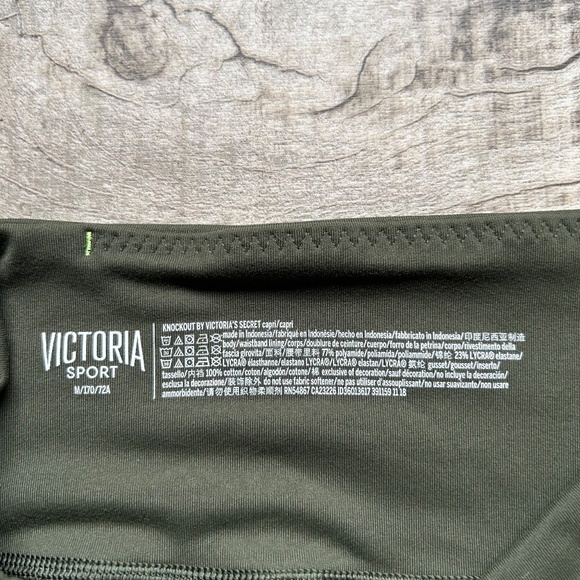 VICTORIA
SPORT
M/170/72A
KNOCKOUT BY VICTORIA'S SECRET capri/capri
made in Indonesia/fabriqué en Indonésie/hecho en Indonesia/fabbricato in Indonesia/印度尼西亚制造
body/waistband lining/corps/doublure de ceinture/cuerpo/forro de la petrina/corpo/rivestimento della
fascia girovita/面料/腰带里料 77% polyamide/poliamida/poliammide/锦纶 23% LYCRA® elastane/
LYCRA® élasthanne/elastano LYCRA®/LYCRA® elastan/LYCRA® 氨纶 gusset/gousset/inserto/
tassello/内裆 100% cotton/coton/algodón/cotone/棉 exclusive of decoration/sauf décoration/no incluye la decoración/
esclusa la decorazione/装饰除外 do not use fabric softener/ne pas utiliser d'assouplissant/no usar suavizante/non usare
ammorbidente/请勿使用织物柔顺剂 RN54867 CA23226 ID36013617 391159 11 18